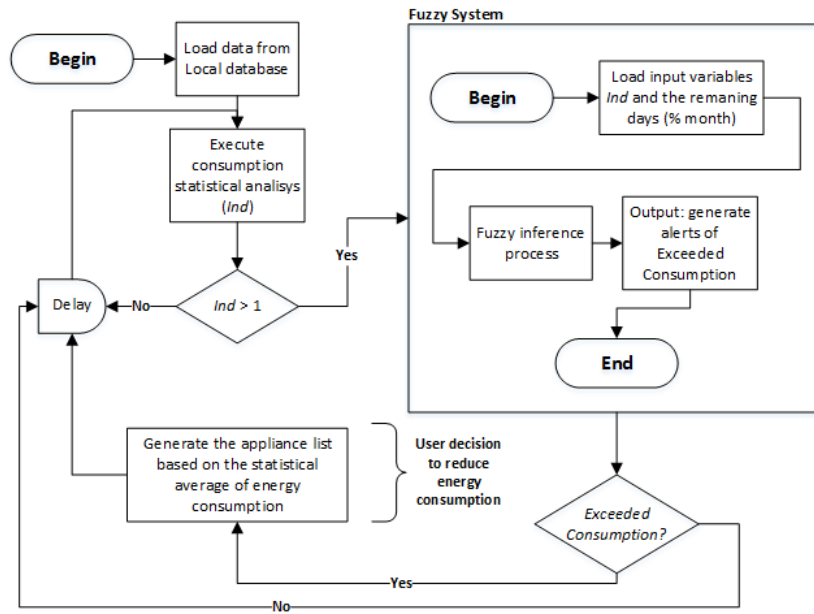 Fuzzy System
Begin
Load data from
Local database
Execute
consumption
statistical analisys
(Ind)
Ind > 1
No
Yes
Delay
Begin
Load input variables
Ind and the remaning
days (% month)
Fuzzy inference
process
Output: generate
alerts of
Exceeded
Consumption
End
Generate the appliance list
based on the statistical
average of energy
consumption
User decision
to reduce
energy
consumption
Exceeded
Consumption?
Yes
No